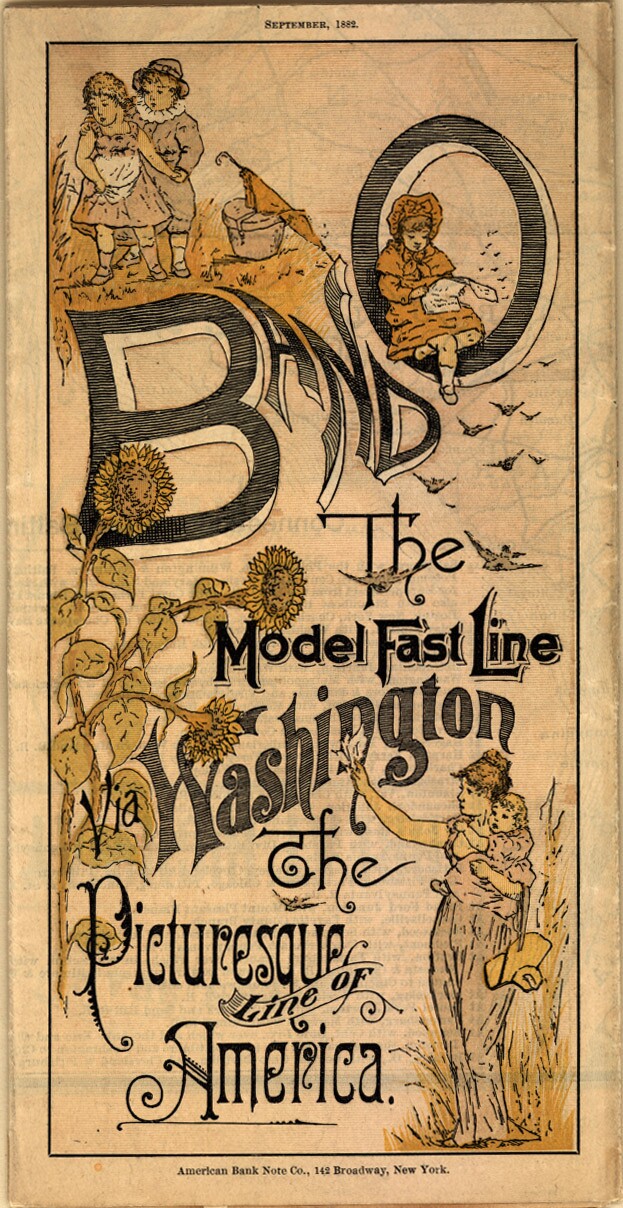 SEPTEMBER, 1882.
B AND O
The
Model Fast Line
Via Washington
The
Picturesque
Line of
America.
American Bank Note Co., 142 Broadway, New York.